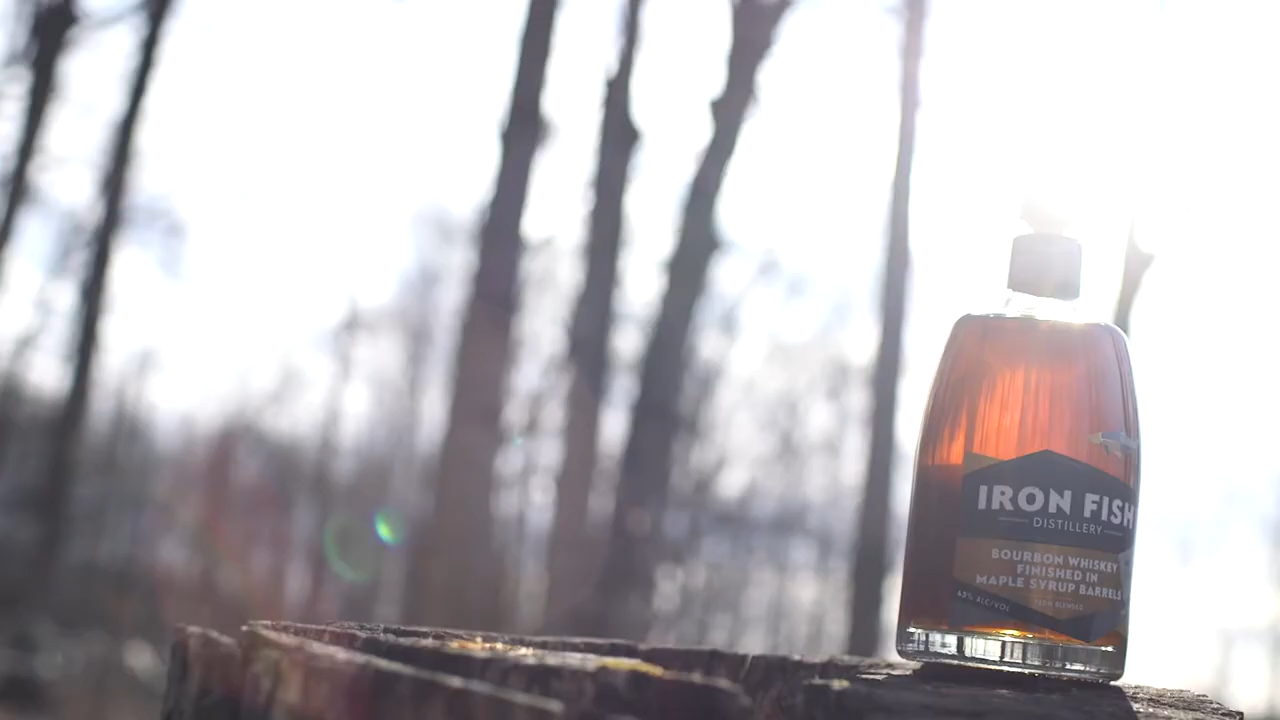 IRON FISH
DISTILLERY
BOURBON WHISKEY
FINISHED IN
MAPLE SYRUP BARRELS
45% ALC/VOL